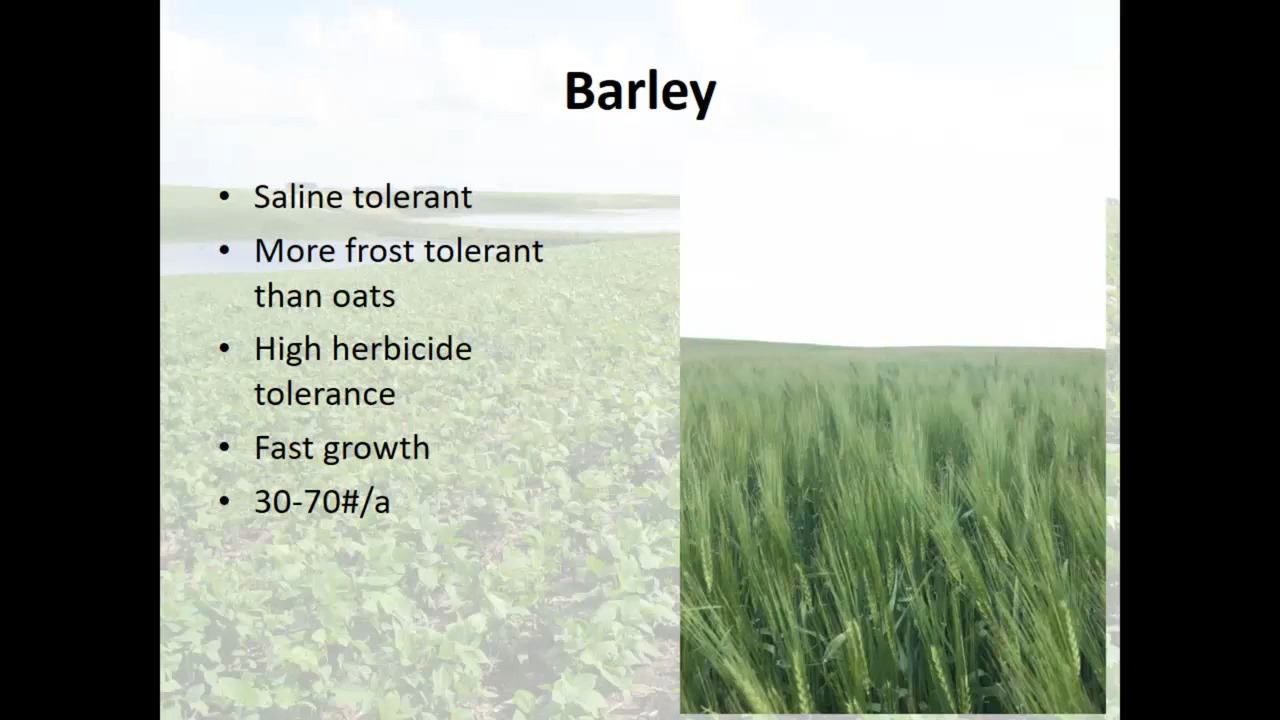 Barley
• Saline tolerant
• More frost tolerant
than oats
• High herbicide
tolerance
• Fast growth
• 30-70#/a